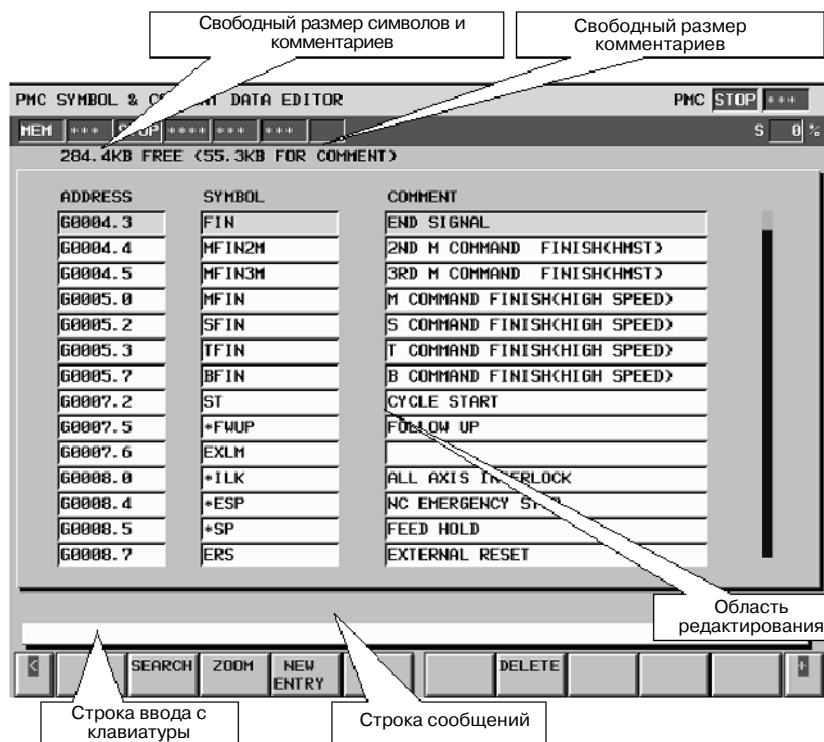 Свободный размер символов и
комментариев
Свободный размер
комментариев
PMC SYMBOL & COMMENT DATA EDITOR PMC STOP ***
MEM *** STOP **** *** *** S 0 %
284.4KB FREE (55.3KB FOR COMMENT)
ADDRESS SYMBOL COMMENT
G0004.3 FIN END SIGNAL
G0004.4 MFIN2M 2ND M COMMAND FINISH(HMST)
G0004.5 MFIN3M 3RD M COMMAND FINISH(HMST)
G0005.0 MFIN M COMMAND FINISH(HIGH SPEED)
G0005.2 SFIN S COMMAND FINISH(HIGH SPEED)
G0005.3 TFIN T COMMAND FINISH(HIGH SPEED)
G0005.7 BFIN B COMMAND FINISH(HIGH SPEED)
G0007.2 ST CYCLE START
G0007.5 *FWUP FOLLOW UP
G0007.6 EXLM
G0008.0 *ILK ALL AXIS INTERLOCK
G0008.4 *ESP NC EMERGENCY STOP
G0008.5 *SP FEED HOLD
G0008.7 ERS EXTERNAL RESET
Область
редактирования
< SEARCH ZOOM NEW ENTRY DELETE +
Строка ввода с
клавиатуры
Строка сообщений